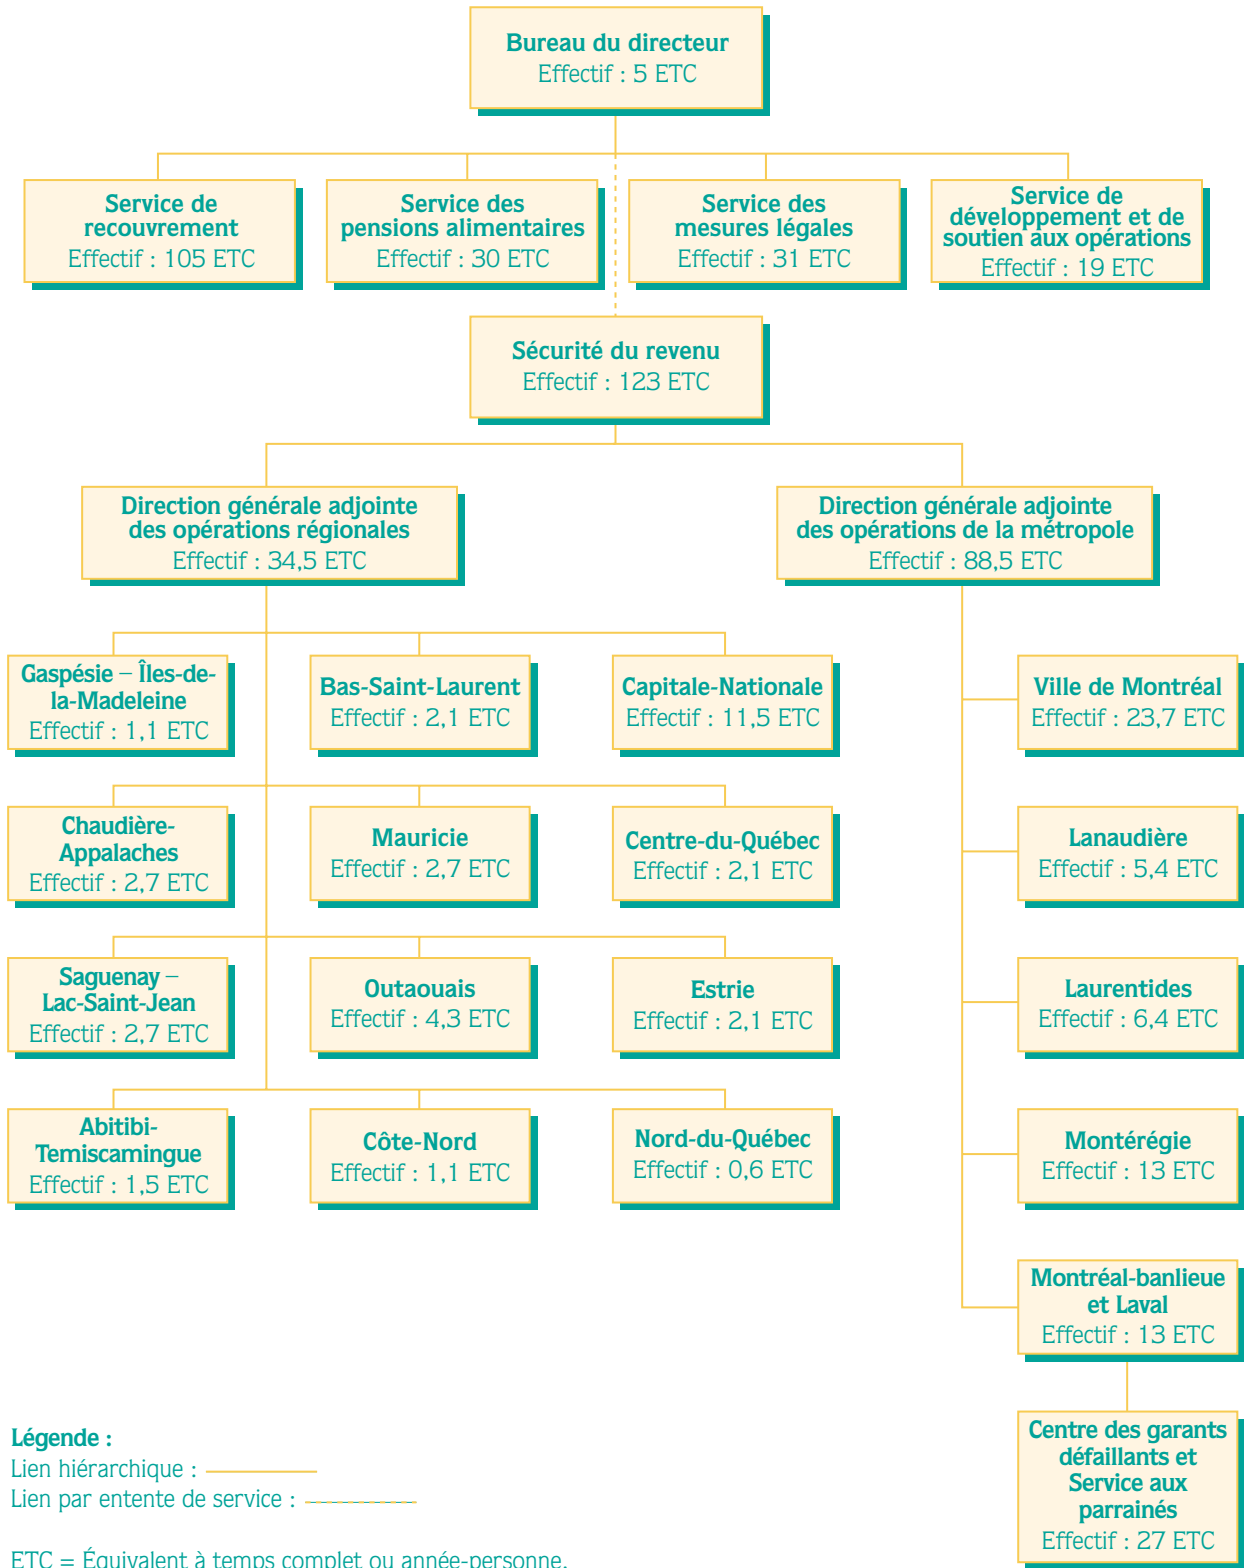 Bureau du directeur
Effectif : 5 ETC
Service de
recouvrement
Effectif : 105 ETC
Service des
pensions alimentaires
Effectif : 30 ETC
Service des
mesures légales
Effectif : 31 ETC
Service de
développement et de
soutien aux opérations
Effectif : 19 ETC
Sécurité du revenu
Effectif : 123 ETC
Direction générale adjointe
des opérations régionales
Effectif : 34,5 ETC
Direction générale adjointe
des opérations de la métropole
Effectif : 88,5 ETC
Gaspésie – Îles-de-
la-Madeleine
Effectif : 1,1 ETC
Bas-Saint-Laurent
Effectif : 2,1 ETC
Capitale-Nationale
Effectif : 11,5 ETC
Ville de Montréal
Effectif : 23,7 ETC
Chaudière-
Appalaches
Effectif : 2,7 ETC
Mauricie
Effectif : 2,7 ETC
Centre-du-Québec
Effectif : 2,1 ETC
Lanaudière
Effectif : 5,4 ETC
Saguenay –
Lac-Saint-Jean
Effectif : 2,7 ETC
Outaouais
Effectif : 4,3 ETC
Estrie
Effectif : 2,1 ETC
Laurentides
Effectif : 6,4 ETC
Abitibi-
Temiscamingue
Effectif : 1,5 ETC
Côte-Nord
Effectif : 1,1 ETC
Nord-du-Québec
Effectif : 0,6 ETC
Montérégie
Effectif : 13 ETC
Montréal-banlieue
et Laval
Effectif : 13 ETC
Centre des garants
défaillants et
Service aux
parrainés
Effectif : 27 ETC
Légende :
Lien hiérarchique :
Lien par entente de service :
ETC = Équivalent à temps complet ou année-personne.